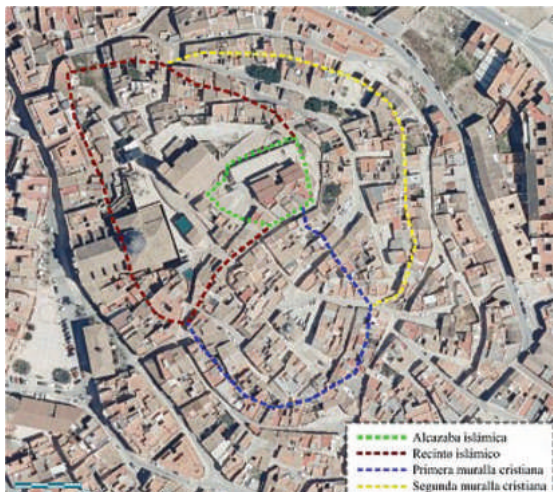 Alcazaba islámica
Recinto islámico
Primera muralla cristiana
Segunda muralla cristiana